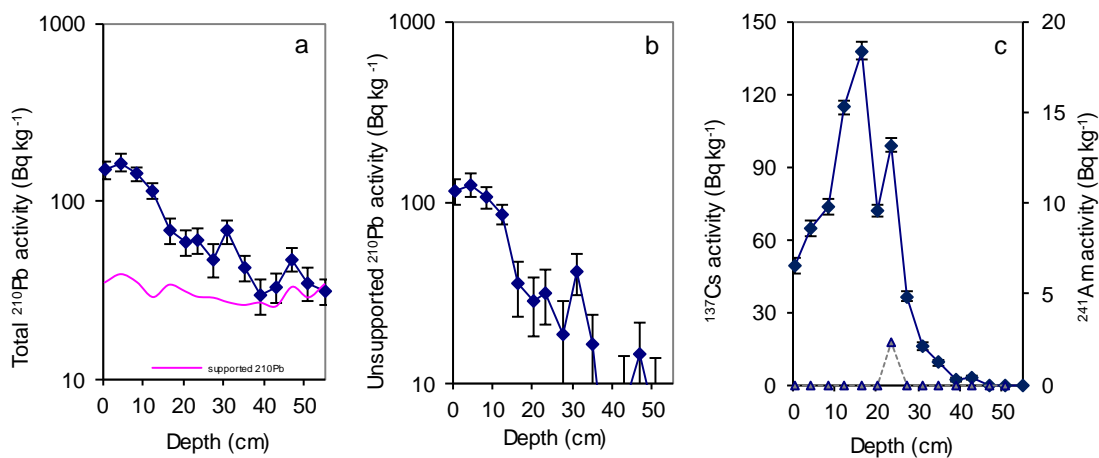 a
Total ²¹⁰Pb activity (Bq kg⁻¹)
1000
100
10
supported 210Pb
0 10 20 30 40 50
Depth (cm)
b
Unsupported ²¹⁰Pb activity (Bq kg⁻¹)
1000
100
10
0 10 20 30 40 50
Depth (cm)
c
¹³⁷Cs activity (Bq kg⁻¹)
150
120
90
60
30
0
20
15
10
5
0
²⁴¹Am activity (Bq kg⁻¹)
0 10 20 30 40 50
Depth (cm)